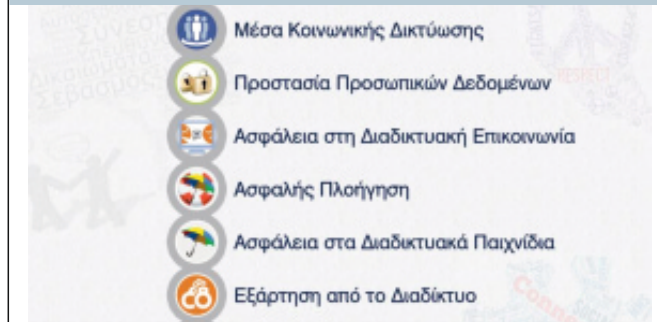 Μέσα Κοινωνικής Δικτύωσης
Προστασία Προσωπικών Δεδομένων
Ασφάλεια στη Διαδικτυακή Επικοινωνία
Ασφαλής Πλοήγηση
Ασφάλεια στα Διαδικτυακά Παιχνίδια
Εξάρτηση από το Διαδίκτυο
RESPECT